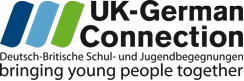 UK-German
Connection
Deutsch-Britische Schul- und Jugendbegegnungen
bringing young people together